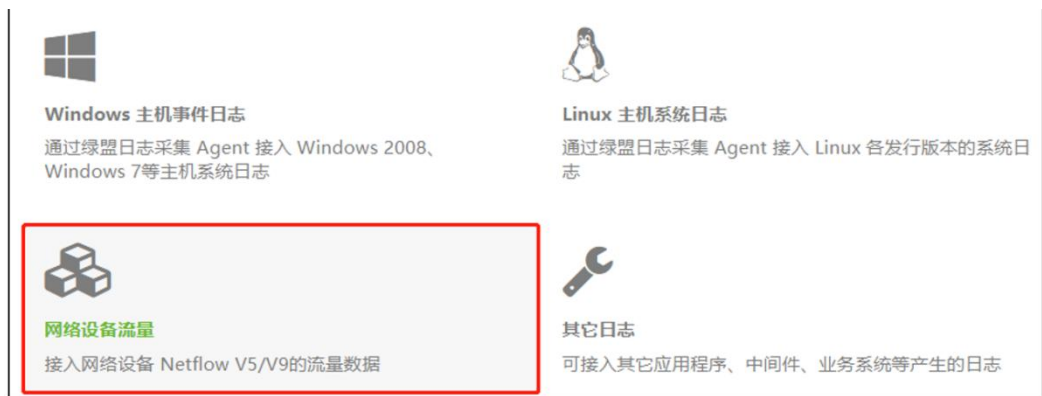 Windows 主机事件日志
通过绿盟日志采集 Agent 接入 Windows 2008、
Windows 7等主机系统日志
Linux 主机系统日志
通过绿盟日志采集 Agent 接入 Linux 各发行版本的系统日
志
网络设备流量
接入网络设备 Netflow V5/V9的流量数据
其它日志
可接入其它应用程序、中间件、业务系统等产生的日志